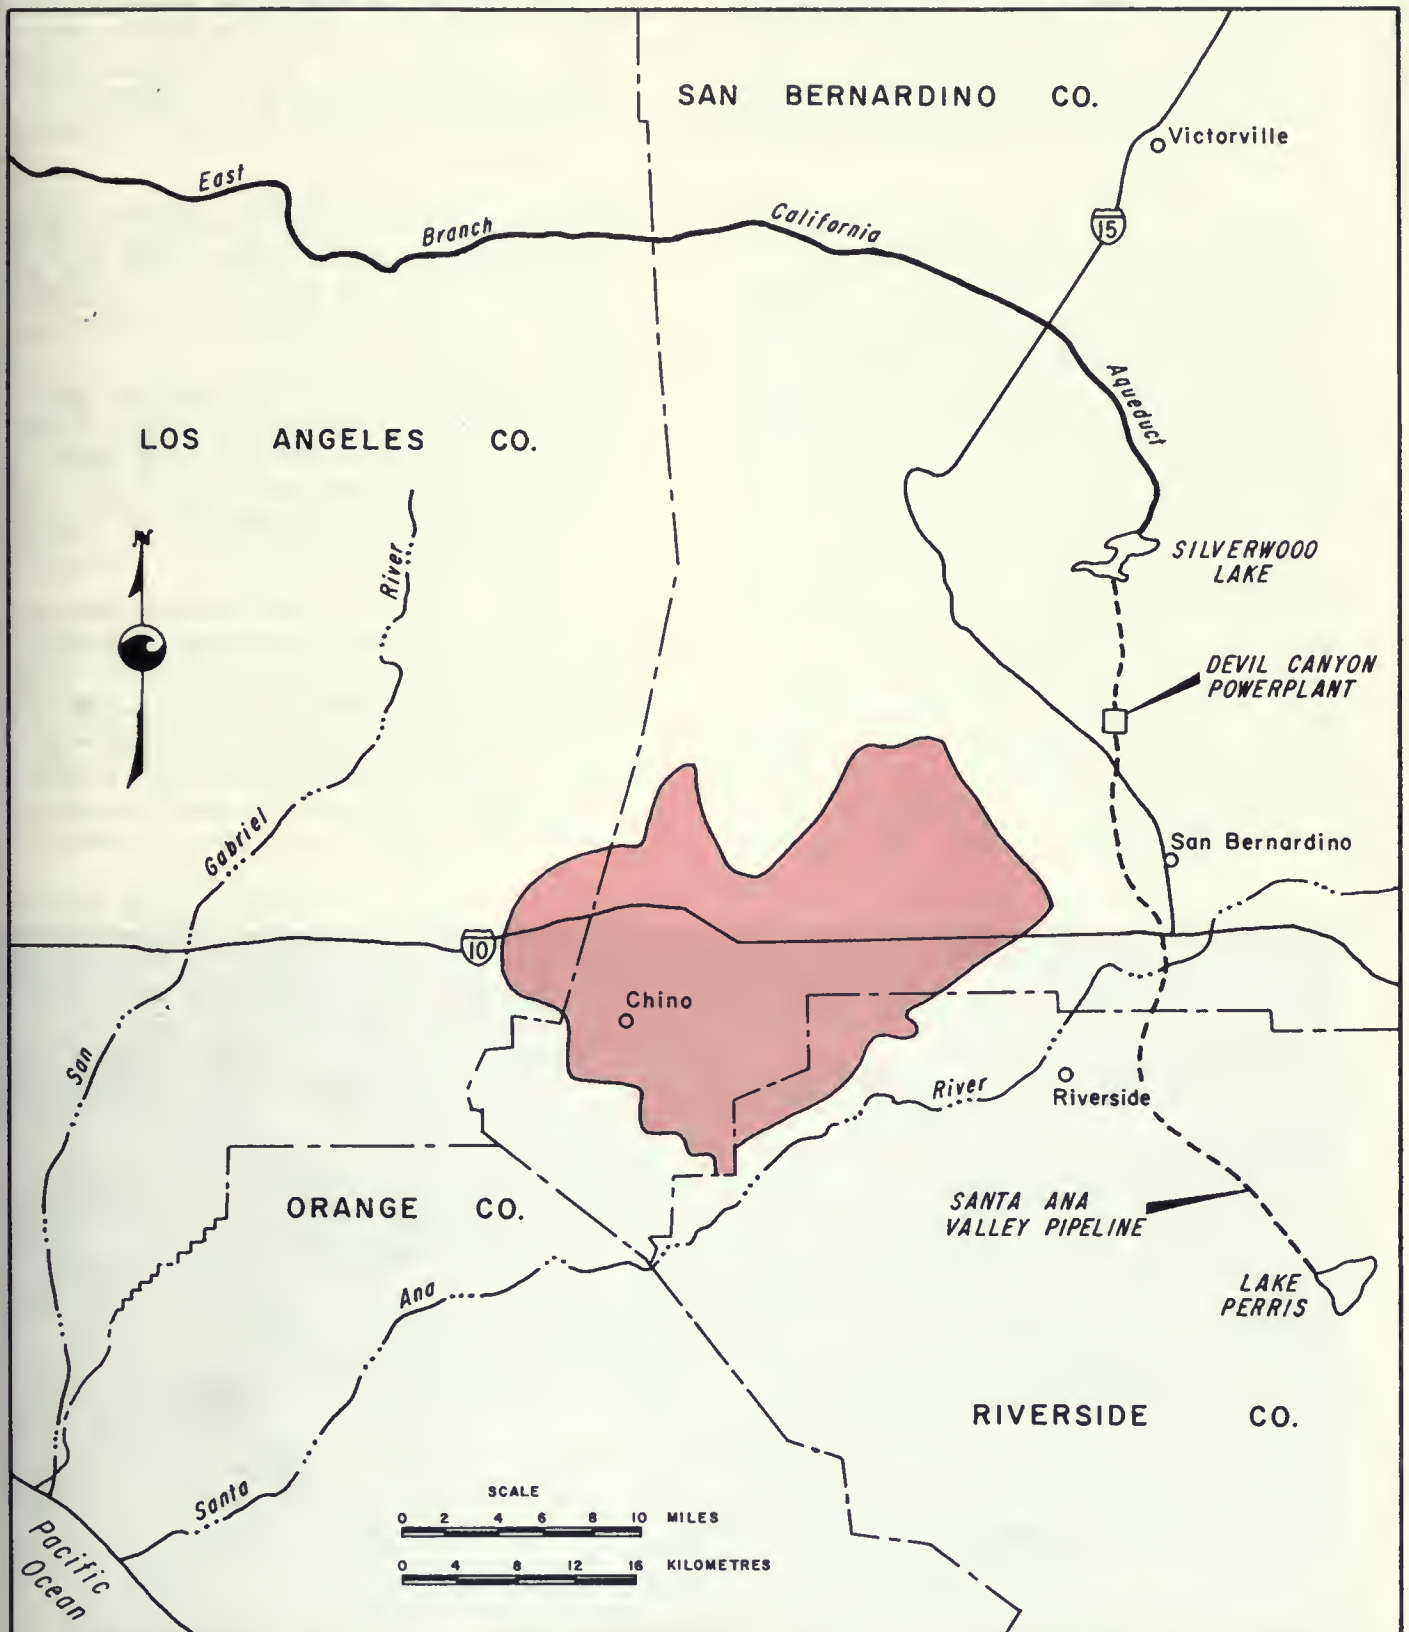 SAN BERNARDINO CO.
Victorville
East
Branch
California
15
Aqueduct
LOS ANGELES CO.
N
River
SILVERWOOD
LAKE
DEVIL CANYON
POWERPLANT
Gabriel
San Bernardino
10
Chino
San
River
Riverside
ORANGE CO.
SANTA ANA
VALLEY PIPELINE
Ana
LAKE
PERRIS
RIVERSIDE CO.
Santa
SCALE
0 2 4 6 8 10 MILES
0 4 8 12 16 KILOMETRES
Pacific
Ocean